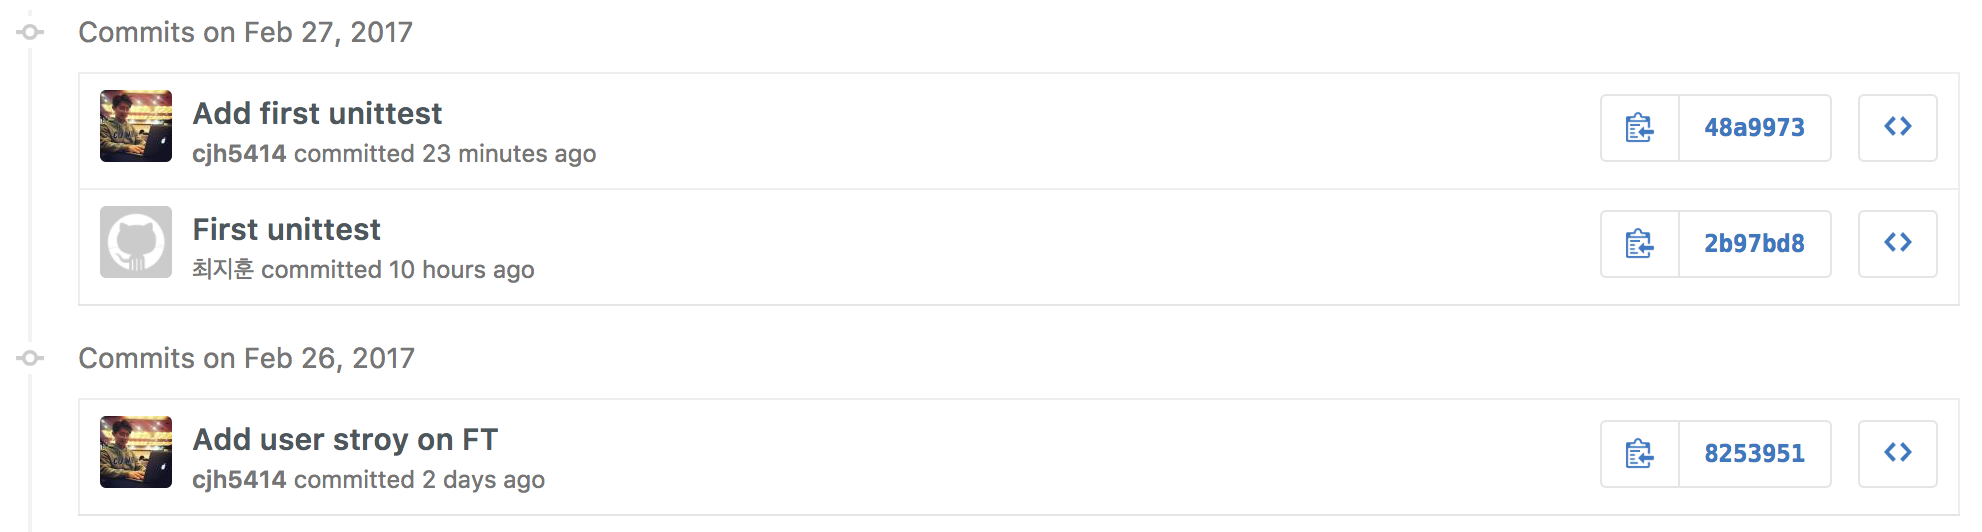 Commits on Feb 27, 2017
Add first unittest
cjh5414 committed 23 minutes ago
48a9973
First unittest
최지훈 committed 10 hours ago
2b97bd8
Commits on Feb 26, 2017
Add user stroy on FT
cjh5414 committed 2 days ago
8253951